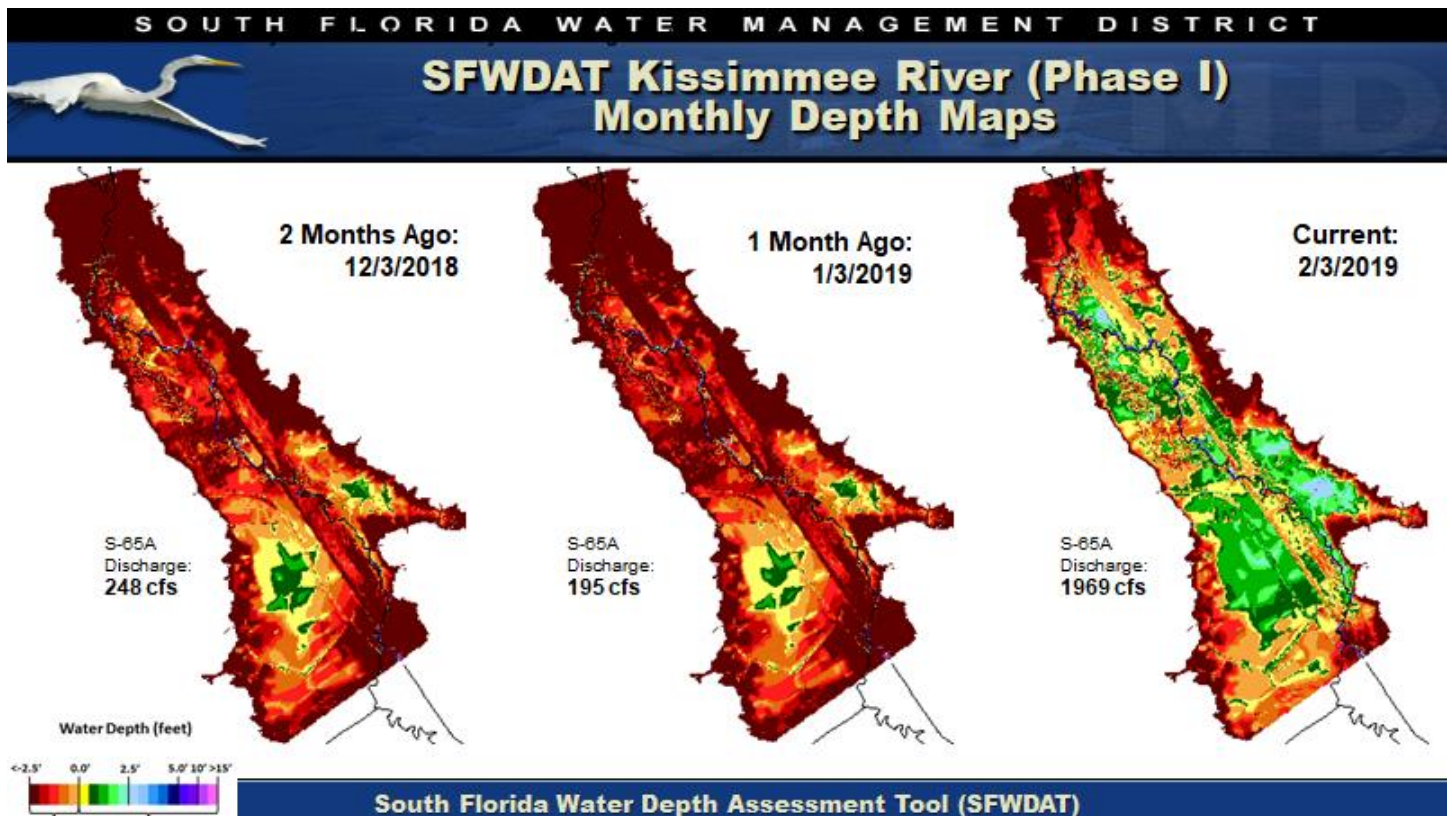 SOUTH FLORIDA WATER MANAGEMENT DISTRICT
SFWDAT Kissimmee River (Phase I)
Monthly Depth Maps
2 Months Ago:
12/3/2018
1 Month Ago:
1/3/2019
Current:
2/3/2019
S-65A
Discharge:
248 cfs
S-65A
Discharge:
195 cfs
S-65A
Discharge:
1969 cfs
Water Depth (feet)
<-2.5' 0.0' 2.5' 5.0' 10' >15'
South Florida Water Depth Assessment Tool (SFWDAT)